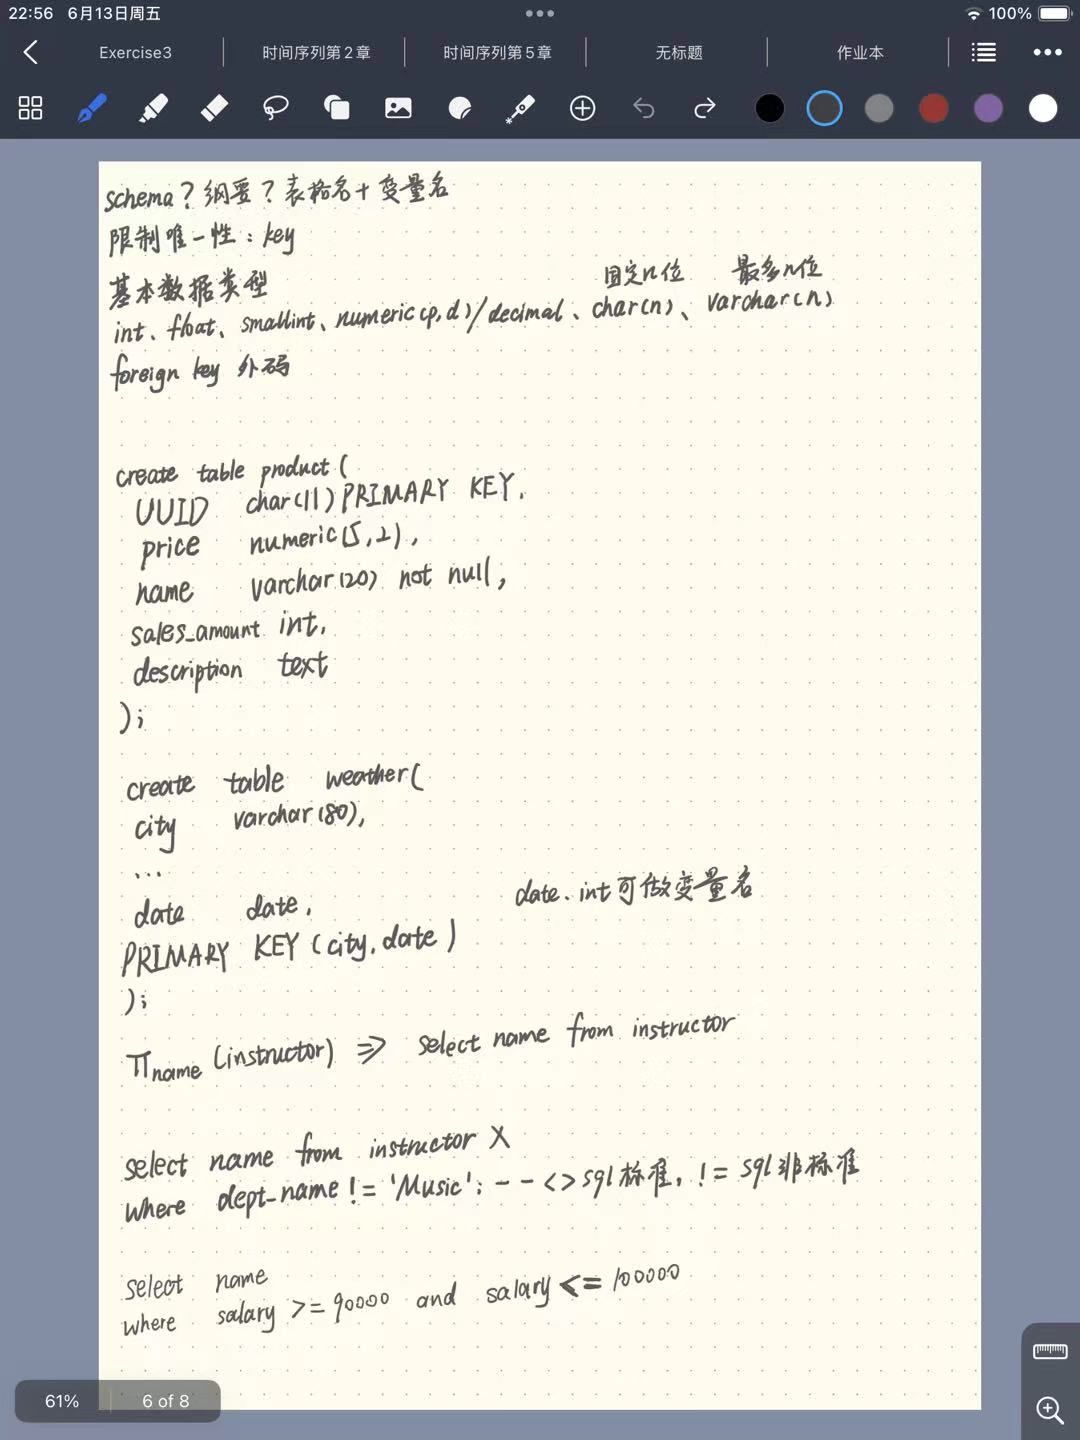 22:56 6月13日周五
100%
Exercise3
时间序列第2章
时间序列第5章
无标题
作业本
schema？纲要？表格名+变量名
限制唯一性：key
基本数据类型
固定n位 最多n位
int、float、smallint、numeric(p,d)/decimal、char(n)、varchar(n)
foreign key 外码
create table product(
UUID char(11) PRIMARY KEY,
price numeric(5,2),
name varchar(20) not null,
sales_amount int,
description text
);
create table weather(
city varchar(80),
...
date date,
date、int可做变量名
PRIMARY KEY (city,date)
);
πname (instructor) => select name from instructor
select name from instructor X
where dept-name != 'Music'; -- <> sql标准, != sql非标准
select name
where salary >= 90000 and salary <= 100000
61% 6 of 8